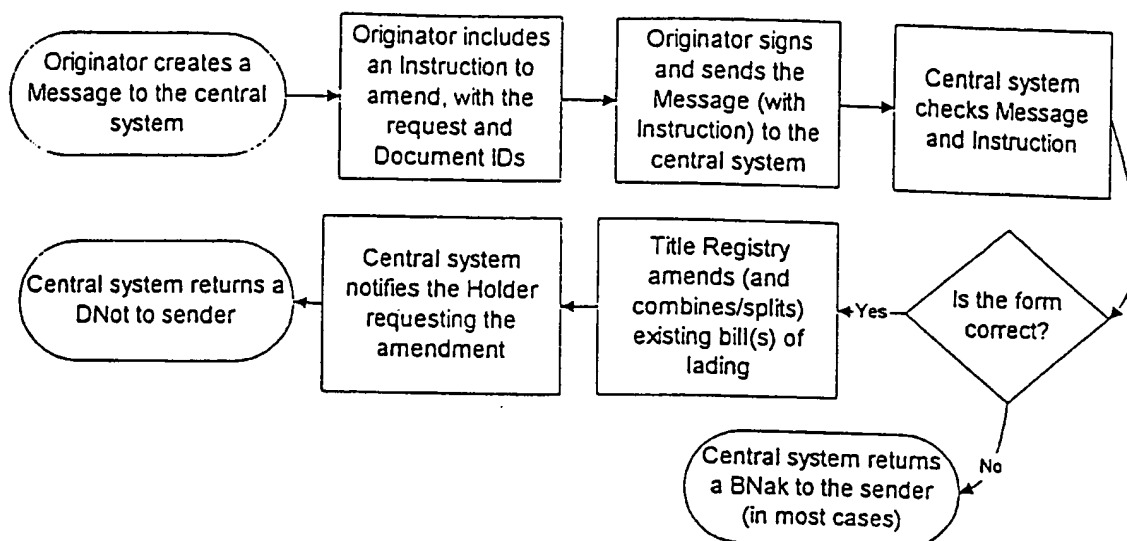 Originator creates a
Message to the central
system
Originator includes
an Instruction to
amend, with the
request and
Document IDs
Originator signs
and sends the
Message (with
Instruction) to the
central system
Central system
checks Message
and Instruction
Is the form
correct?
Yes
Title Registry
amends (and
combines/splits)
existing bill(s) of
lading
Central system
notifies the Holder
requesting the
amendment
Central system returns a
DNot to sender
No
Central system returns
a BNak to the sender
(in most cases)